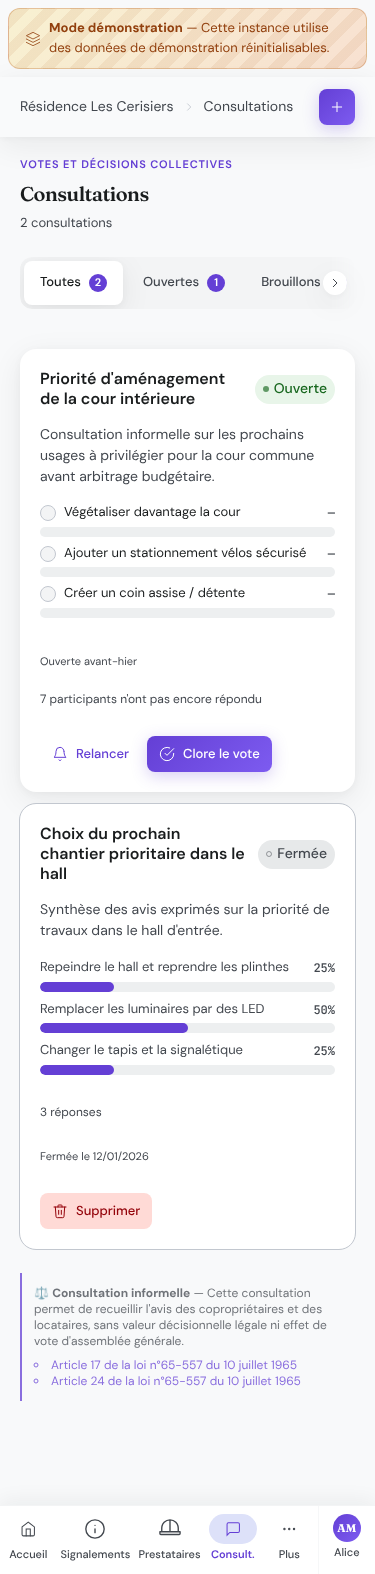 Mode démonstration — Cette instance utilise
des données de démonstration réinitialisables.
Résidence Les Cerisiers > Consultations +
VOTES ET DÉCISIONS COLLECTIVES
Consultations
2 consultations
Toutes 2 Ouvertes 1 Brouillons
Priorité d'aménagement
de la cour intérieure
Ouverte
Consultation informelle sur les prochains
usages à privilégier pour la cour commune
avant arbitrage budgétaire.
Végétaliser davantage la cour –
Ajouter un stationnement vélos sécurisé –
Créer un coin assise / détente –
Ouverte avant-hier
7 participants n'ont pas encore répondu
Relancer Clore le vote
Choix du prochain
chantier prioritaire dans le
hall
Fermée
Synthèse des avis exprimés sur la priorité de
travaux dans le hall d'entrée.
Repeindre le hall et reprendre les plinthes 25%
Remplacer les luminaires par des LED 50%
Changer le tapis et la signalétique 25%
3 réponses
Fermée le 12/01/2026
Supprimer
⚖️ Consultation informelle — Cette consultation
permet de recueillir l'avis des copropriétaires et des
locataires, sans valeur décisionnelle légale ni effet de
vote d'assemblée générale.
Article 17 de la loi n°65-557 du 10 juillet 1965
Article 24 de la loi n°65-557 du 10 juillet 1965
AM
Accueil Signalements Prestataires Consult. Plus Alice